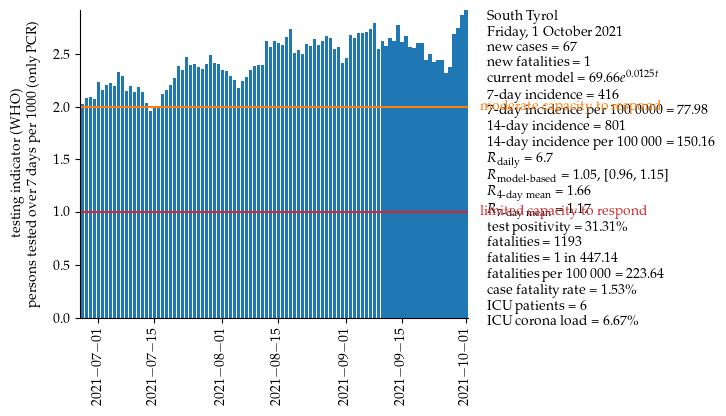 testing indicator (WHO)
persons tested over 7 days per 1000 (only PCR)
2.5
2.0
1.5
1.0
0.5
0.0
2021−07−01
2021−07−15
2021−08−01
2021−08−15
2021−09−01
2021−09−15
2021−10−01
South Tyrol
Friday, 1 October 2021
new cases = 67
new fatalities = 1
current model = 69.66e^0.0125t
7-day incidence = 416
moderate capacity to respond
7-day incidence per 100 000 = 77.98
14-day incidence = 801
14-day incidence per 100 000 = 150.16
R_daily = 6.7
R_model-based = 1.05, [0.96, 1.15]
R_4-day mean = 1.66
R_7-day mean = 1.17
limited capacity to respond
test positivity = 31.31%
fatalities = 1193
fatalities = 1 in 447.14
fatalities per 100 000 = 223.64
case fatality rate = 1.53%
ICU patients = 6
ICU corona load = 6.67%